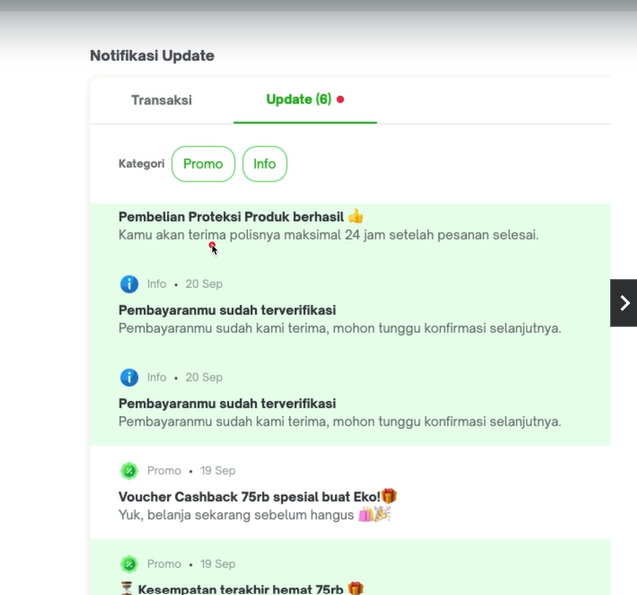 Notifikasi Update
Transaksi
Update (6)
Kategori
Promo
Info
Pembelian Proteksi Produk berhasil 👍
Kamu akan terima polisnya maksimal 24 jam setelah pesanan selesai.
Info • 20 Sep
Pembayaranmu sudah terverifikasi
Pembayaranmu sudah kami terima, mohon tunggu konfirmasi selanjutnya.
Info • 20 Sep
Pembayaranmu sudah terverifikasi
Pembayaranmu sudah kami terima, mohon tunggu konfirmasi selanjutnya.
Promo • 19 Sep
Voucher Cashback 75rb spesial buat Eko!🎁
Yuk, belanja sekarang sebelum hangus 🛍️🎉
Promo • 19 Sep
⏳ Kesempatan terakhir hemat 75rb 🎁